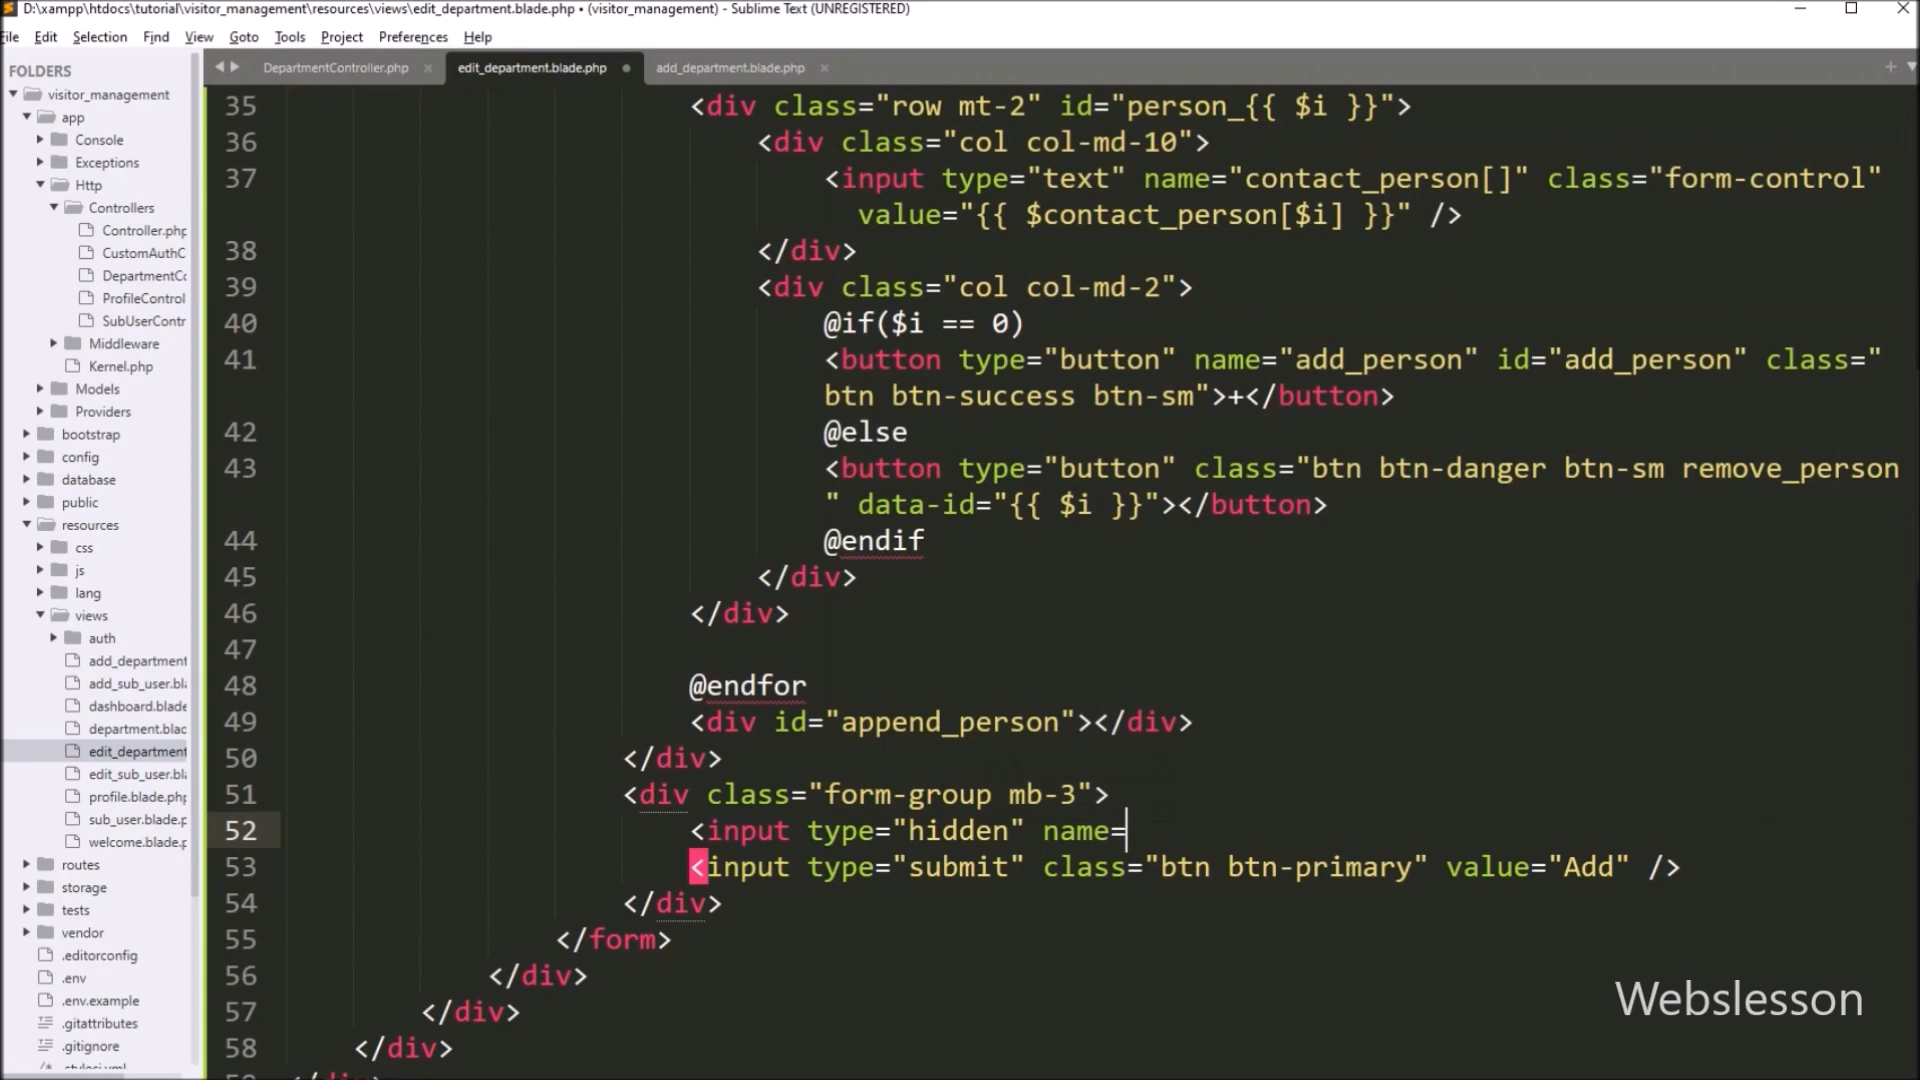 D:\xampp\htdocs\tutorial\visitor_management\resources\views\edit_department.blade.php • (visitor_management) - Sublime Text (UNREGISTERED)
File Edit Selection Find View Goto Tools Project Preferences Help
FOLDERS
visitor_management
app
Console
Exceptions
Http
Controllers
Controller.php
CustomAuthC
DepartmentCo
ProfileControl
SubUserContr
Middleware
Kernel.php
Models
Providers
bootstrap
config
database
public
resources
css
js
lang
views
auth
add_department
add_sub_user.bla
dashboard.blade
department.blac
edit_department
edit_sub_user.bla
profile.blade.php
sub_user.blade.p
welcome.blade.p
routes
storage
tests
vendor
.editorconfig
.env
.env.example
.gitattributes
.gitignore
.styleci.yml
DepartmentController.php × edit_department.blade.php • add_department.blade.php ×
35 <div class="row mt-2" id="person_{{ $i }}">
36 <div class="col col-md-10">
37 <input type="text" name="contact_person[]" class="form-control"
value="{{ $contact_person[$i] }}" />
38 </div>
39 <div class="col col-md-2">
40 @if($i == 0)
41 <button type="button" name="add_person" id="add_person" class="
btn btn-success btn-sm">+</button>
42 @else
43 <button type="button" class="btn btn-danger btn-sm remove_person
" data-id="{{ $i }}"></button>
44 @endif
45 </div>
46 </div>
47
48 @endfor
49 <div id="append_person"></div>
50 </div>
51 <div class="form-group mb-3">
52 <input type="hidden" name=
53 <input type="submit" class="btn btn-primary" value="Add" />
54 </div>
55 </form>
56 </div>
57 </div>
58 </div>
Webslesson